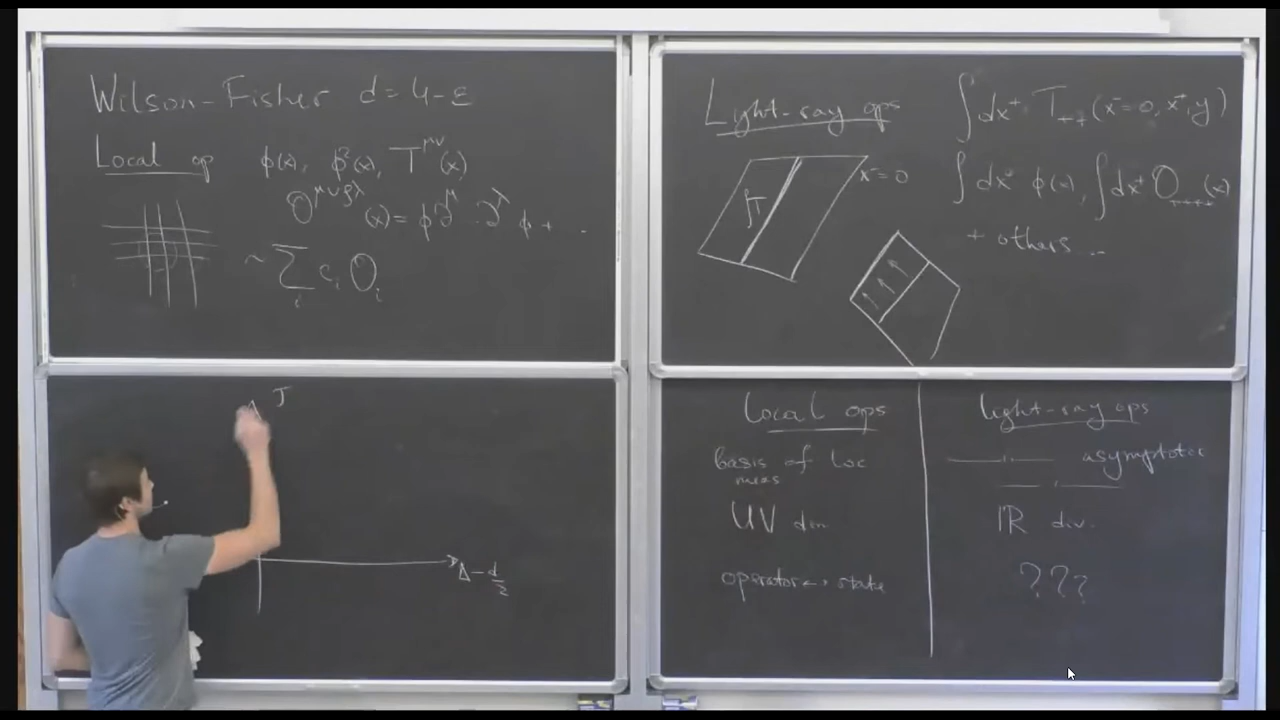 Wilson-Fisher d=4-ε
Local op φ(x), φ²(x), T^{μν}(x)
O^{μνρλ}(x) = φ∂^μ..∂^λ φ + ...
~ Σ_i c_i O_i
Light-ray ops
∫dx⁺ T₊₊(x⁻=0, x⁺, y)
∫T
x⁻=0
∫dx⁺ φ(x), ∫dx⁺ O₊₊₊₊(x)
+ others ...
J
Δ - d/2
Local ops
basis of loc
meas
UV div
operator ↔ state
light-ray ops
asymptotic
IR div.
???